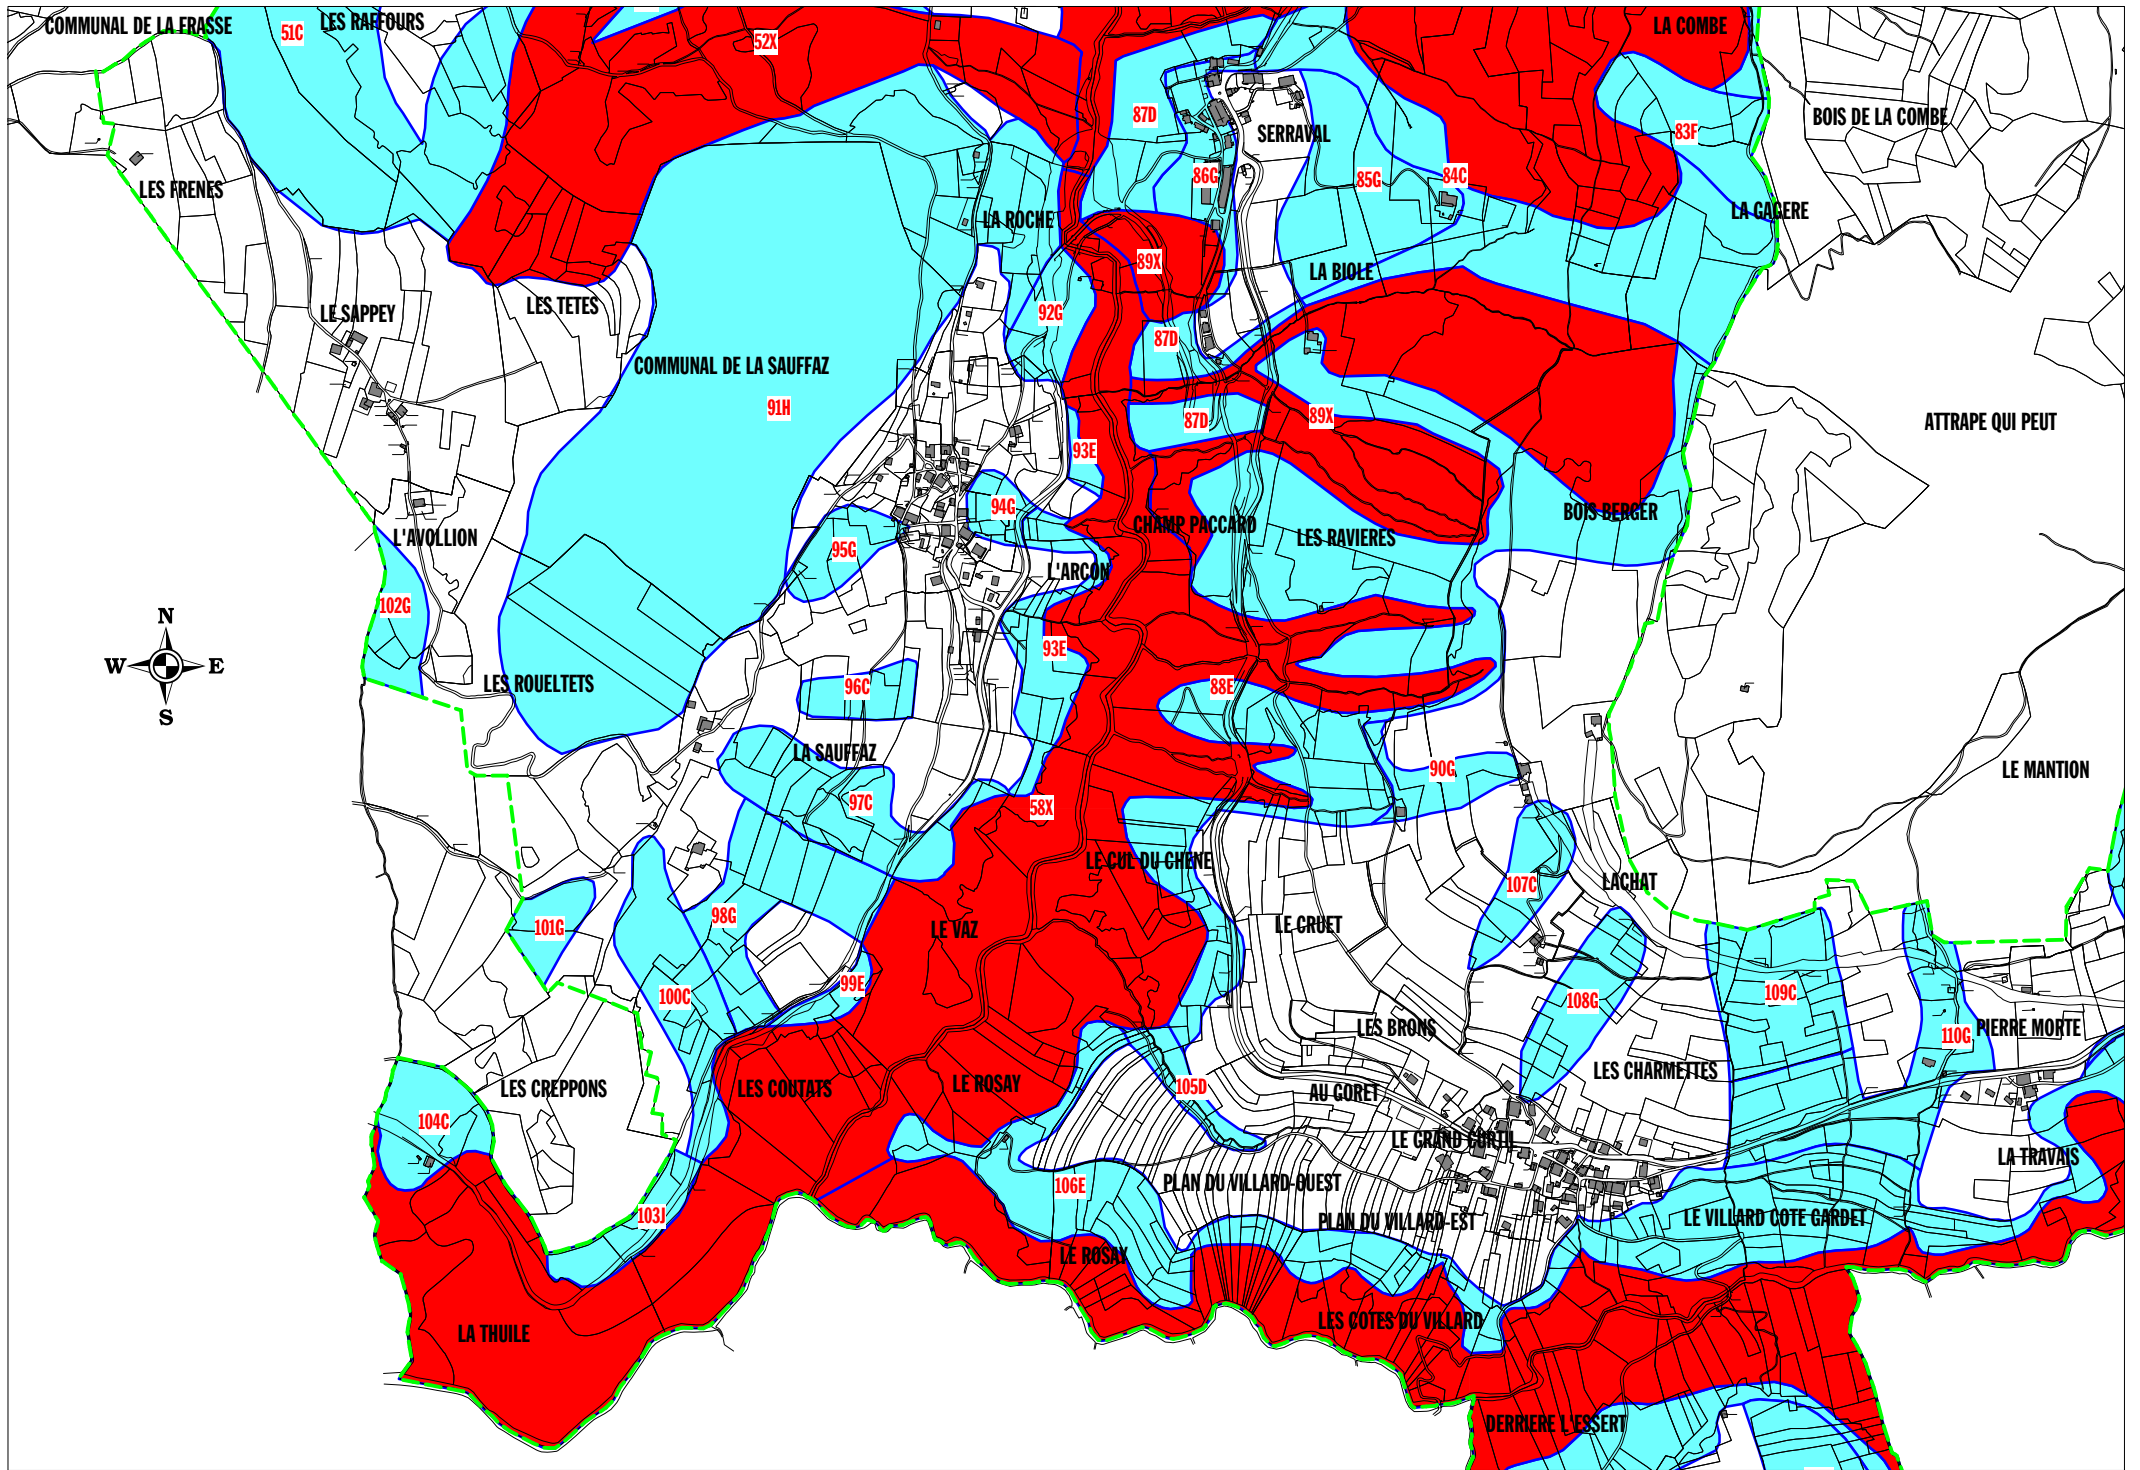 COMMUNAL DE LA FRASSE
51C
LES RAFFOURS
52X
LA COMBE
87D
SERRAVAL
BOIS DE LA COMBE
83F
LES FRENES
86G
85G
84C
LA ROCHE
LA GAGERE
89X
LA BIOLE
LE SAPPEY
LES TETES
92G
87D
COMMUNAL DE LA SAUFFAZ
91H
87D
89X
ATTRAPE QUI PEUT
93E
94G
CHAMP PACCARD
BOIS BERGER
L'AVOLLION
95G
LES RAVIERES
L'ARCON
102G
N
W E
S
93E
LES ROUELTETS
96C
88E
LA SAUFFAZ
90G
LE MANTION
97C
58X
LE CUL DU CHENE
107C
LACHAT
98G
101G
LE VAZ
LE CRUET
99E
100C
108G
109C
LES BRONS
110G
PIERRE MORTE
LES CREPPONS
LES COUTATS
LE ROSAY
105D
AU GORET
LES CHARMETTES
104C
LE GRAND CURTIL
LA TRAVAIS
106E
PLAN DU VILLARD-OUEST
103J
PLAN DU VILLARD-EST
LE VILLARD COTE GARDET
LE ROSAY
LA THUILE
LES COTES DU VILLARD
DERRIERE L'ESSERT